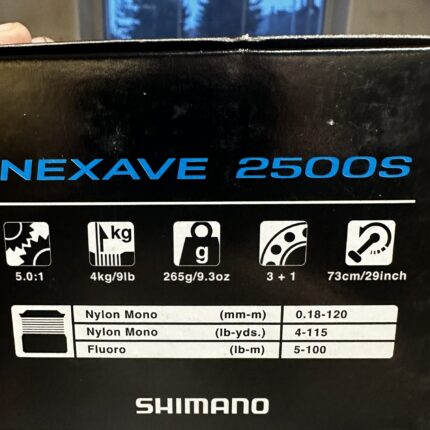 NEXAVE 2500S
kg
g
5.0:1 4kg/9lb 265g/9.3oz 3 + 1 73cm/29inch
Nylon Mono (mm-m) 0.18-120
Nylon Mono (lb-yds.) 4-115
Fluoro (lb-m) 5-100
SHIMANO